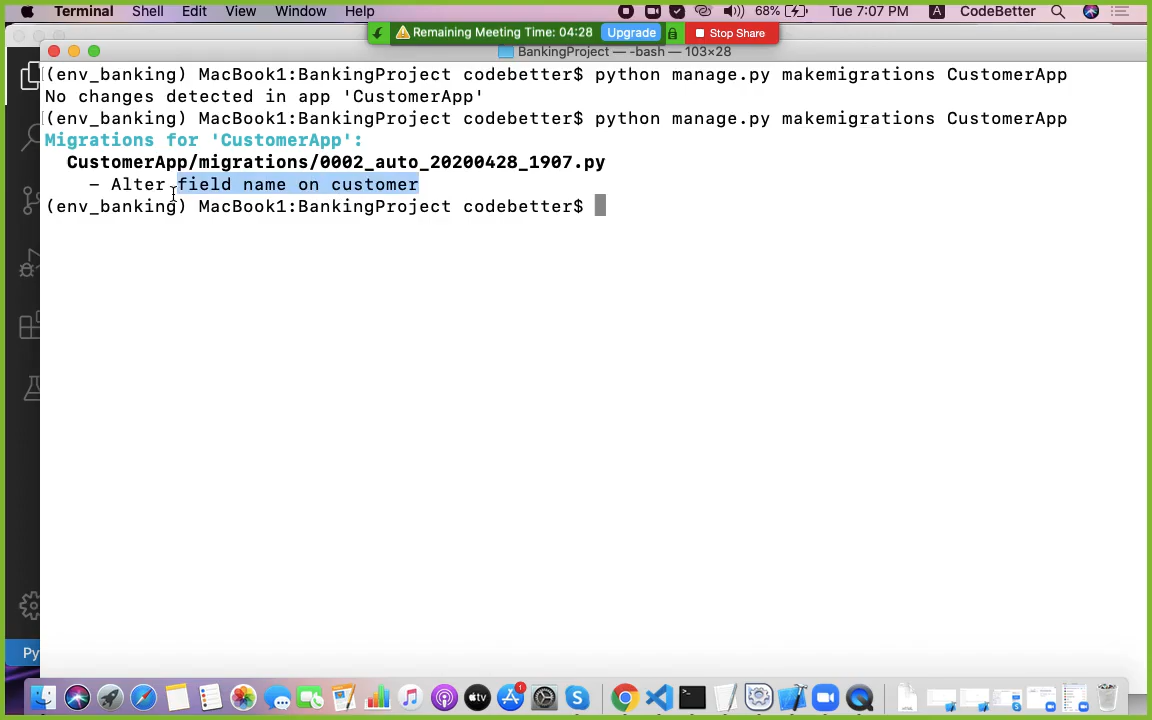 Terminal Shell Edit View Window Help 68% Tue 7:07 PM A CodeBetter
Remaining Meeting Time: 04:28 Upgrade Stop Share
BankingProject — -bash — 103×28
(env_banking) MacBook1:BankingProject codebetter$ python manage.py makemigrations CustomerApp
No changes detected in app 'CustomerApp'
(env_banking) MacBook1:BankingProject codebetter$ python manage.py makemigrations CustomerApp
Migrations for 'CustomerApp':
CustomerApp/migrations/0002_auto_20200428_1907.py
- Alter field name on customer
(env_banking) MacBook1:BankingProject codebetter$
Py
tv 1